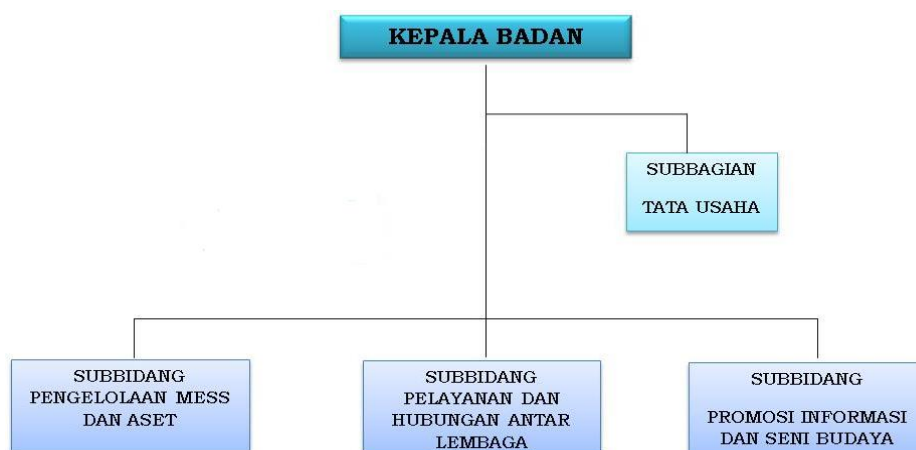 KEPALA BADAN
SUBBAGIAN
TATA USAHA
SUBBIDANG
PENGELOLAAN MESS
DAN ASET
SUBBIDANG
PELAYANAN DAN
HUBUNGAN ANTAR
LEMBAGA
SUBBIDANG
PROMOSI INFORMASI
DAN SENI BUDAYA